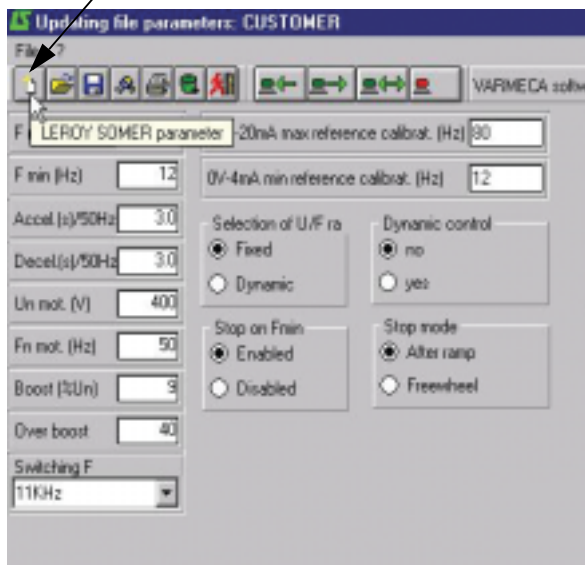 LS Updating file parameters: CUSTOMER
File ?
VARMECA softw
LEROY SOMER parameter
F
-20mA max reference calibrat. (Hz) 80
F min (Hz) 12
0V-4mA min reference calibrat. (Hz) 12
Accel.(s)/50Hz 3.0
Decel.(s)/50Hz 3.0
Un mot. (V) 400
Fn mot. (Hz) 50
Boost (%Un) 9
Over boost 40
Switching F
11KHz
Selection of U/F ra
Fixed
Dynamic
Dynamic control
no
yes
Stop on Fmin
Enabled
Disabled
Stop mode
After ramp
Freewheel